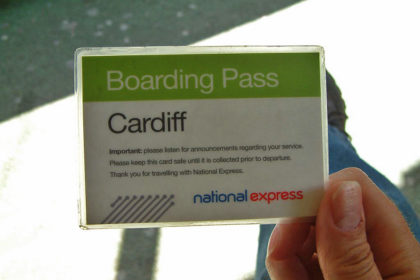 Boarding Pass
Cardiff
Important: please listen for announcements regarding your service.
Please keep this card safe until it is collected prior to departure.
Thank you for travelling with National Express.
national express